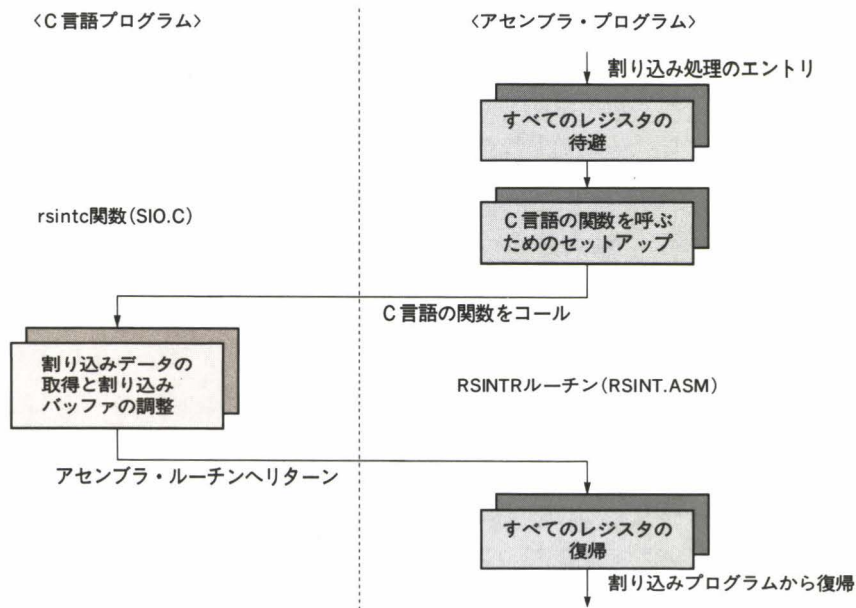 〈C言語プログラム〉
〈アセンブラ・プログラム〉
割り込み処理のエントリ
すべてのレジスタの
待避
rsintc関数(SIO.C)
C言語の関数を呼ぶ
ためのセットアップ
C言語の関数をコール
割り込みデータの
取得と割り込み
バッファの調整
RSINTRルーチン(RSINT.ASM)
アセンブラ・ルーチンへリターン
すべてのレジスタの
復帰
割り込みプログラムから復帰